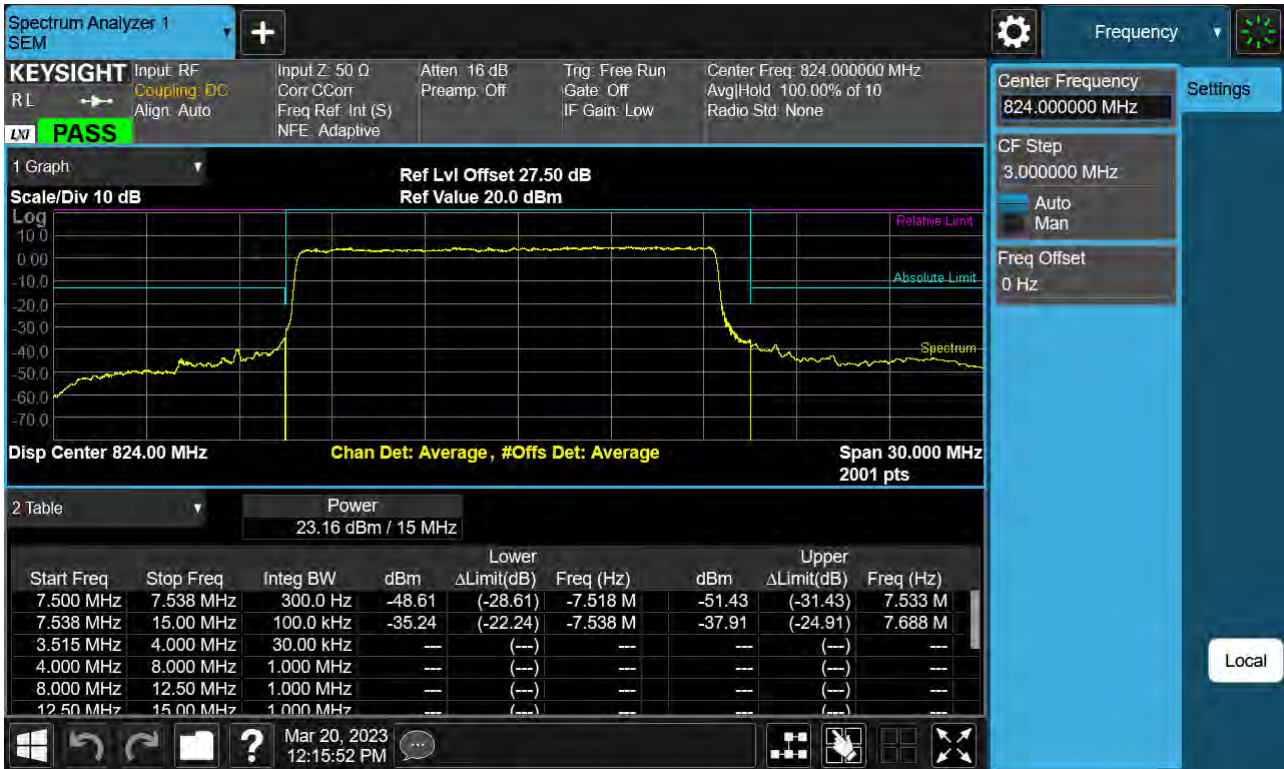 Spectrum Analyzer 1
SEM
+
Frequency
KEYSIGHT
R L
LXI
PASS
Input: RF
Coupling: DC
Align: Auto
Input Z: 50 Ω
Corr CCorr
Freq Ref: Int (S)
NFE: Adaptive
Atten: 16 dB
Preamp: Off
Trig: Free Run
Gate: Off
IF Gain: Low
Center Freq: 824.000000 MHz
Avg|Hold: 100.00% of 10
Radio Std: None
Center Frequency
824.000000 MHz
Settings
CF Step
3.000000 MHz
Auto
Man
Freq Offset
0 Hz
Local
1 Graph
Ref Lvl Offset 27.50 dB
Scale/Div 10 dB
Ref Value 20.0 dBm
Log
10.0
0.00
-10.0
-20.0
-30.0
-40.0
-50.0
-60.0
-70.0
Relative Limit
Absolute Limit
Spectrum
Disp Center 824.00 MHz
Chan Det: Average, #Offs Det: Average
Span 30.000 MHz
2001 pts
2 Table
Power
23.16 dBm / 15 MHz
Lower Upper
Start Freq Stop Freq Integ BW dBm ΔLimit(dB) Freq (Hz) dBm ΔLimit(dB) Freq (Hz)
7.500 MHz 7.538 MHz 300.0 Hz -48.61 (-28.61) -7.518 M -51.43 (-31.43) 7.533 M
7.538 MHz 15.00 MHz 100.0 kHz -35.24 (-22.24) -7.538 M -37.91 (-24.91) 7.688 M
3.515 MHz 4.000 MHz 30.00 kHz --- (---) --- --- (---) ---
4.000 MHz 8.000 MHz 1.000 MHz --- (---) --- --- (---) ---
8.000 MHz 12.50 MHz 1.000 MHz --- (---) --- --- (---) ---
12.50 MHz 15.00 MHz 1.000 MHz --- (---) --- --- (---) ---
?
Mar 20, 2023
12:15:52 PM